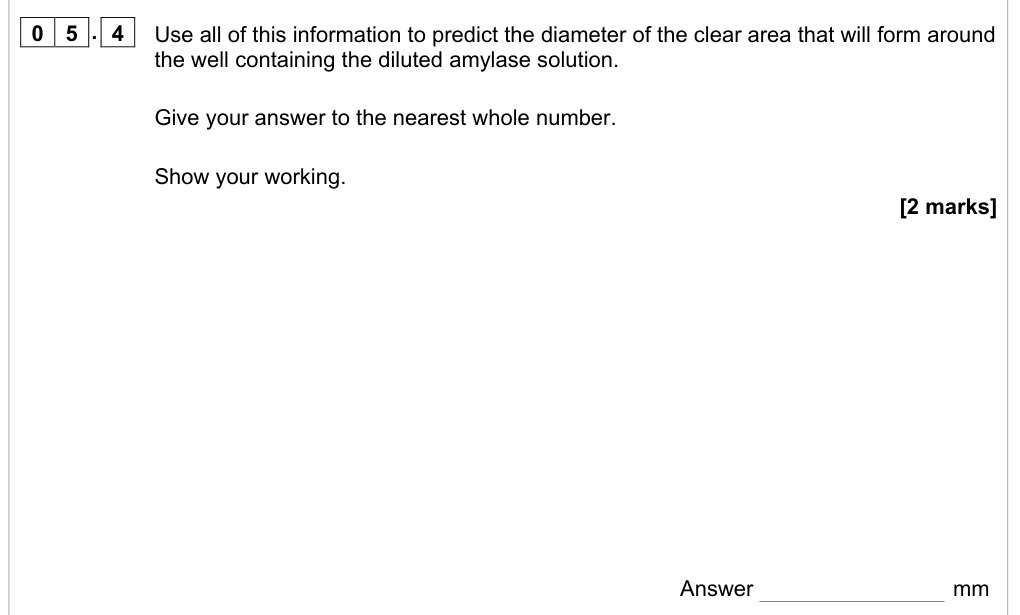 0 5 . 4 Use all of this information to predict the diameter of the clear area that will form around
the well containing the diluted amylase solution.
Give your answer to the nearest whole number.
Show your working.
[2 marks]
Answer ____________ mm